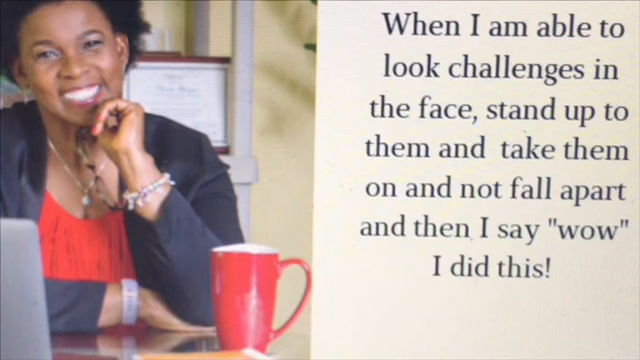 When I am able to
look challenges in
the face, stand up to
them and take them
on and not fall apart
and then I say "wow"
I did this!